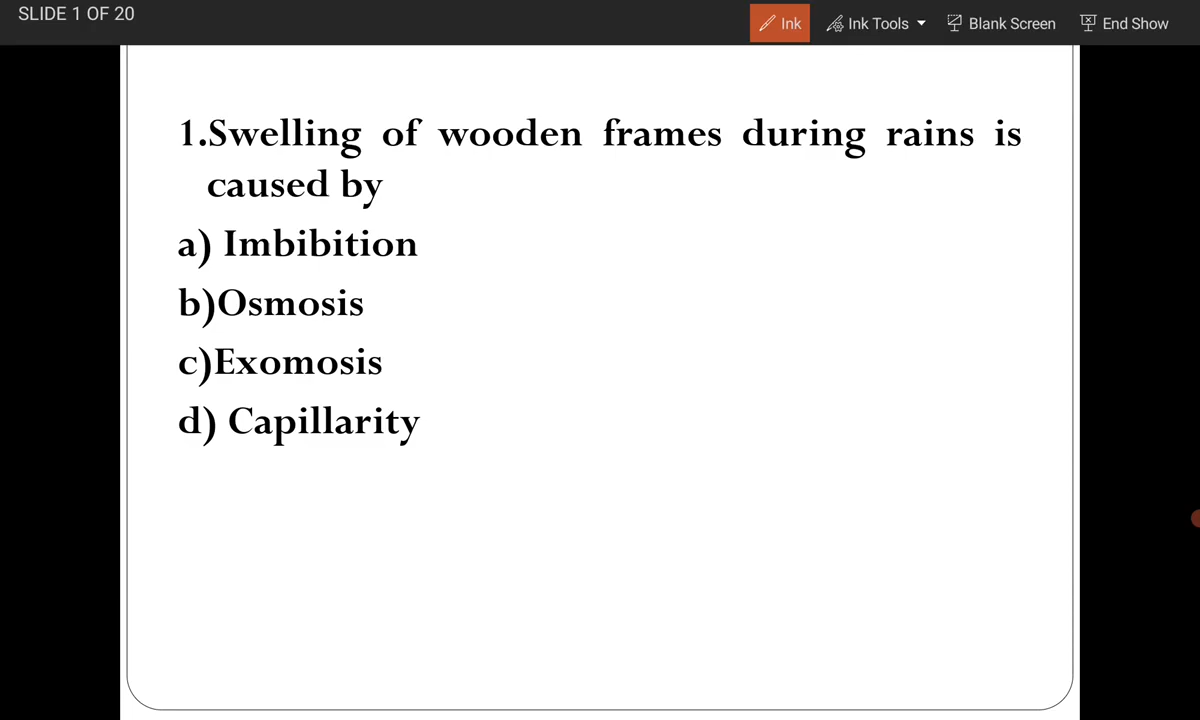 SLIDE 1 OF 20
Ink
Ink Tools
Blank Screen
End Show
1.Swelling of wooden frames during rains is
caused by
a) Imbibition
b)Osmosis
c)Exomosis
d) Capillarity